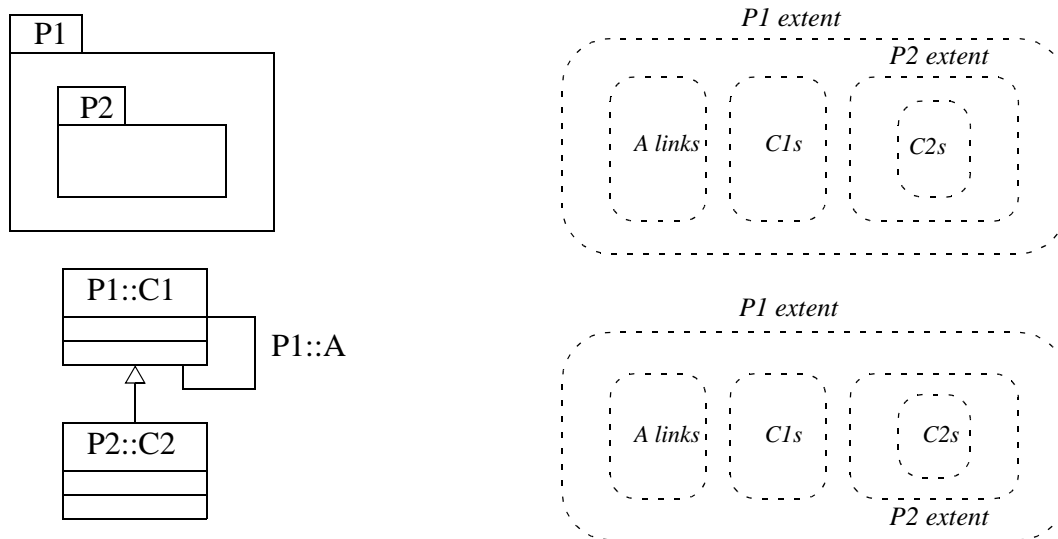 P1
P2
P1::C1
P1::A
P2::C2
P1 extent
P2 extent
A links
C1s
C2s
P1 extent
A links
C1s
C2s
P2 extent